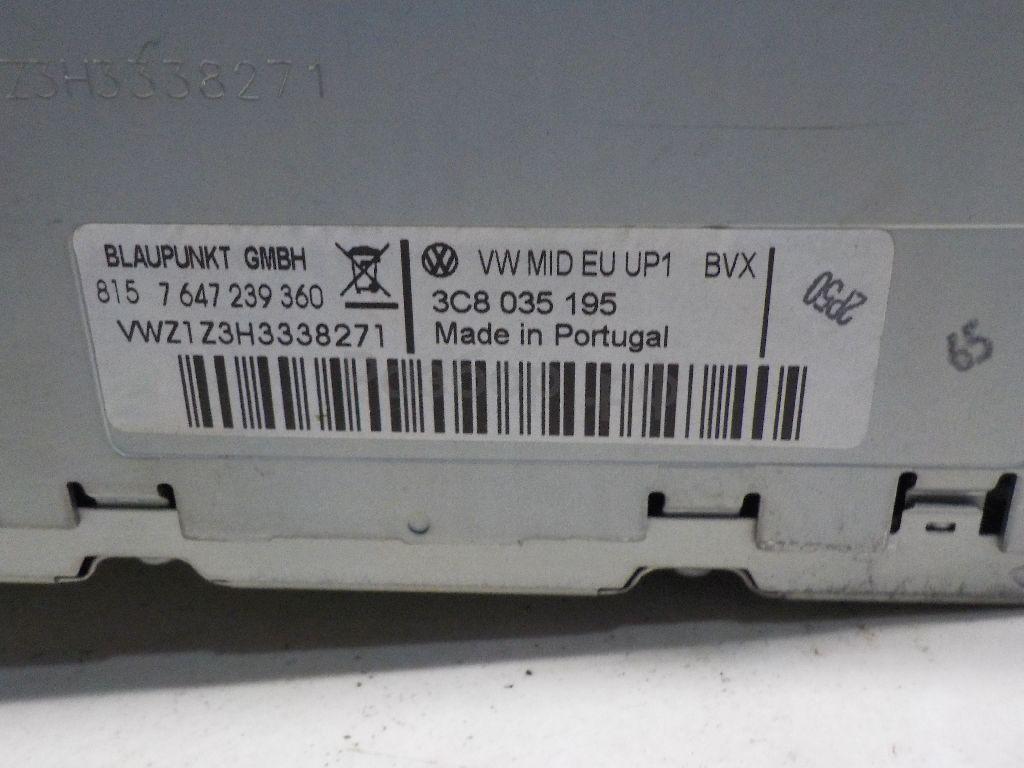 Z3H3338271
BLAUPUNKT GMBH
815 7 647 239 360
VWZ1Z3H3338271
VW MID EU UP1 BVX
3C8 035 195
Made in Portugal
65